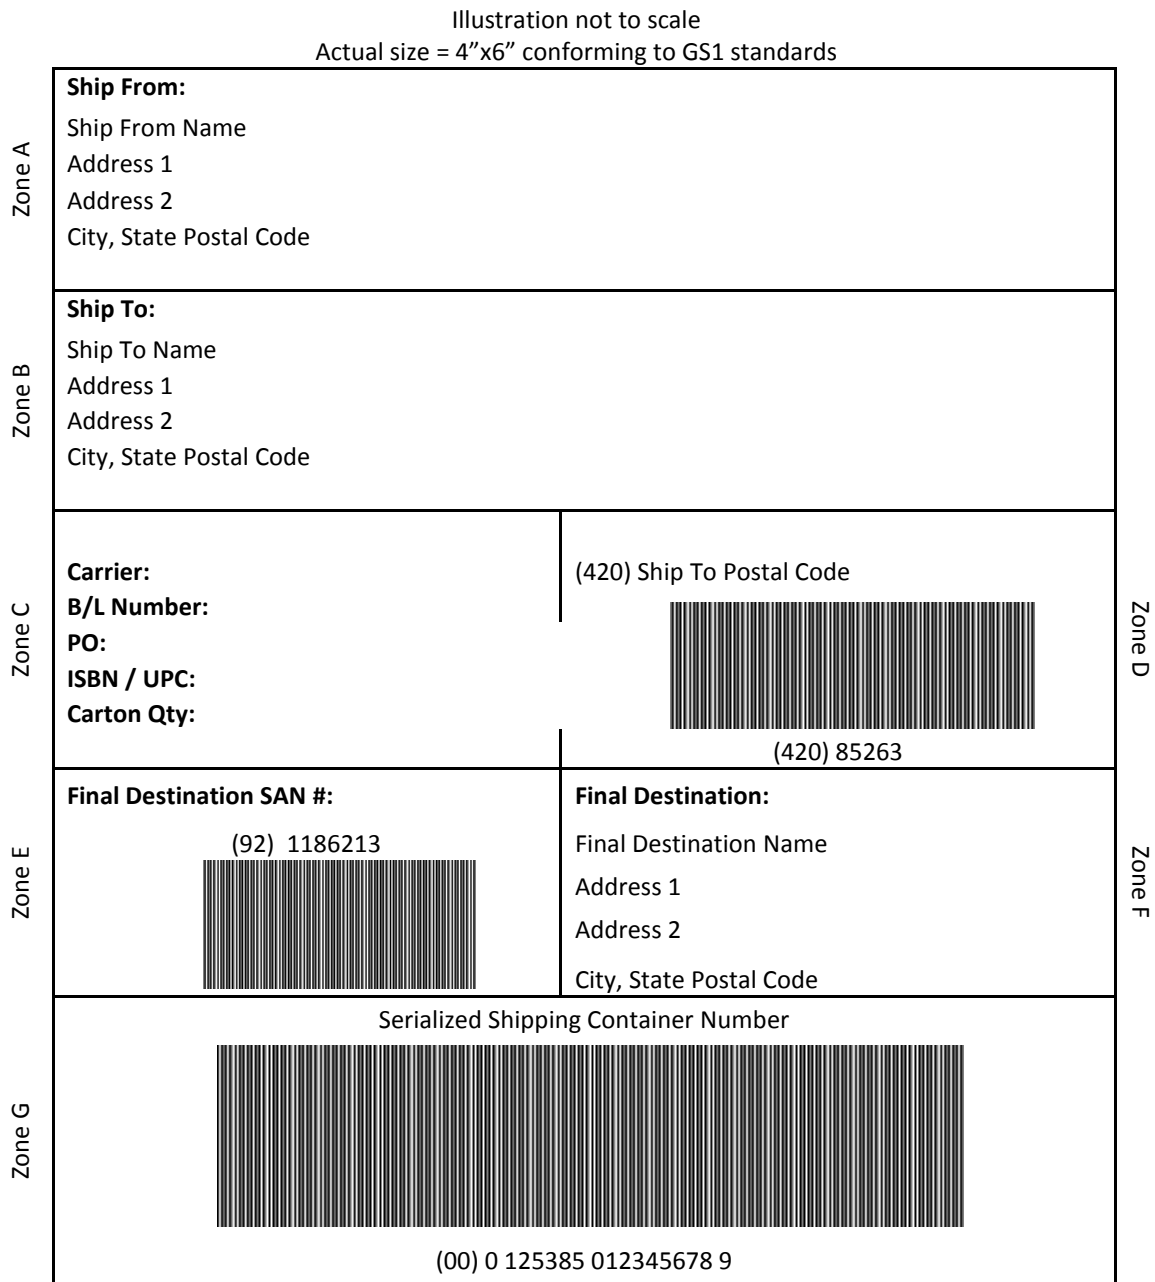 Illustration not to scale
Actual size = 4”x6” conforming to GS1 standards
Zone A
Ship From:
Ship From Name
Address 1
Address 2
City, State Postal Code
Zone B
Ship To:
Ship To Name
Address 1
Address 2
City, State Postal Code
Zone C
Carrier:
B/L Number:
PO:
ISBN / UPC:
Carton Qty:
(420) Ship To Postal Code
(420) 85263
Zone D
Zone E
Final Destination SAN #:
(92) 1186213
Final Destination:
Final Destination Name
Address 1
Address 2
City, State Postal Code
Zone F
Zone G
Serialized Shipping Container Number
(00) 0 125385 012345678 9